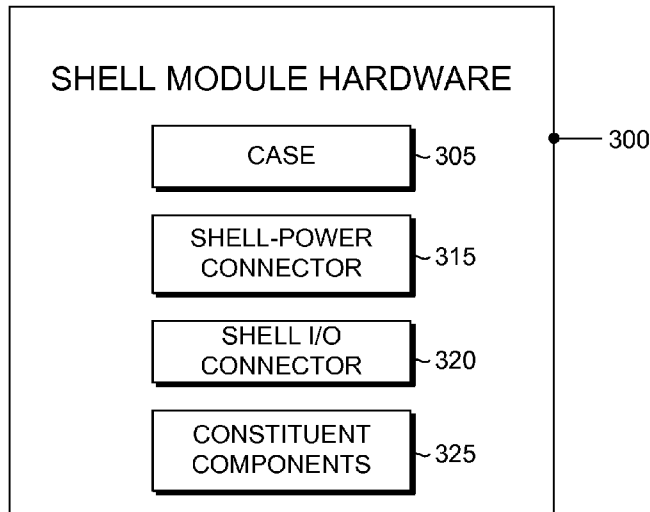 SHELL MODULE HARDWARE
300
CASE
305
SHELL-POWER
CONNECTOR
315
SHELL I/O
CONNECTOR
320
CONSTITUENT
COMPONENTS
325